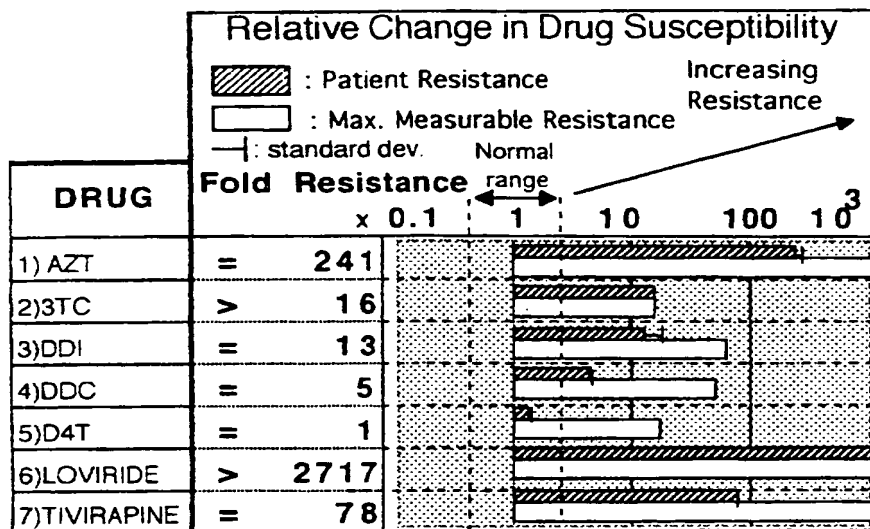 Relative Change in Drug Susceptibility
: Patient Resistance
: Max. Measurable Resistance
: standard dev.
Increasing
Resistance
Normal
range
DRUG Fold Resistance
x 0.1 1 10 100 10³
1) AZT = 241
2)3TC > 16
3)DDI = 13
4)DDC = 5
5)D4T = 1
6)LOVIRIDE > 2717
7)TIVIRAPINE = 78